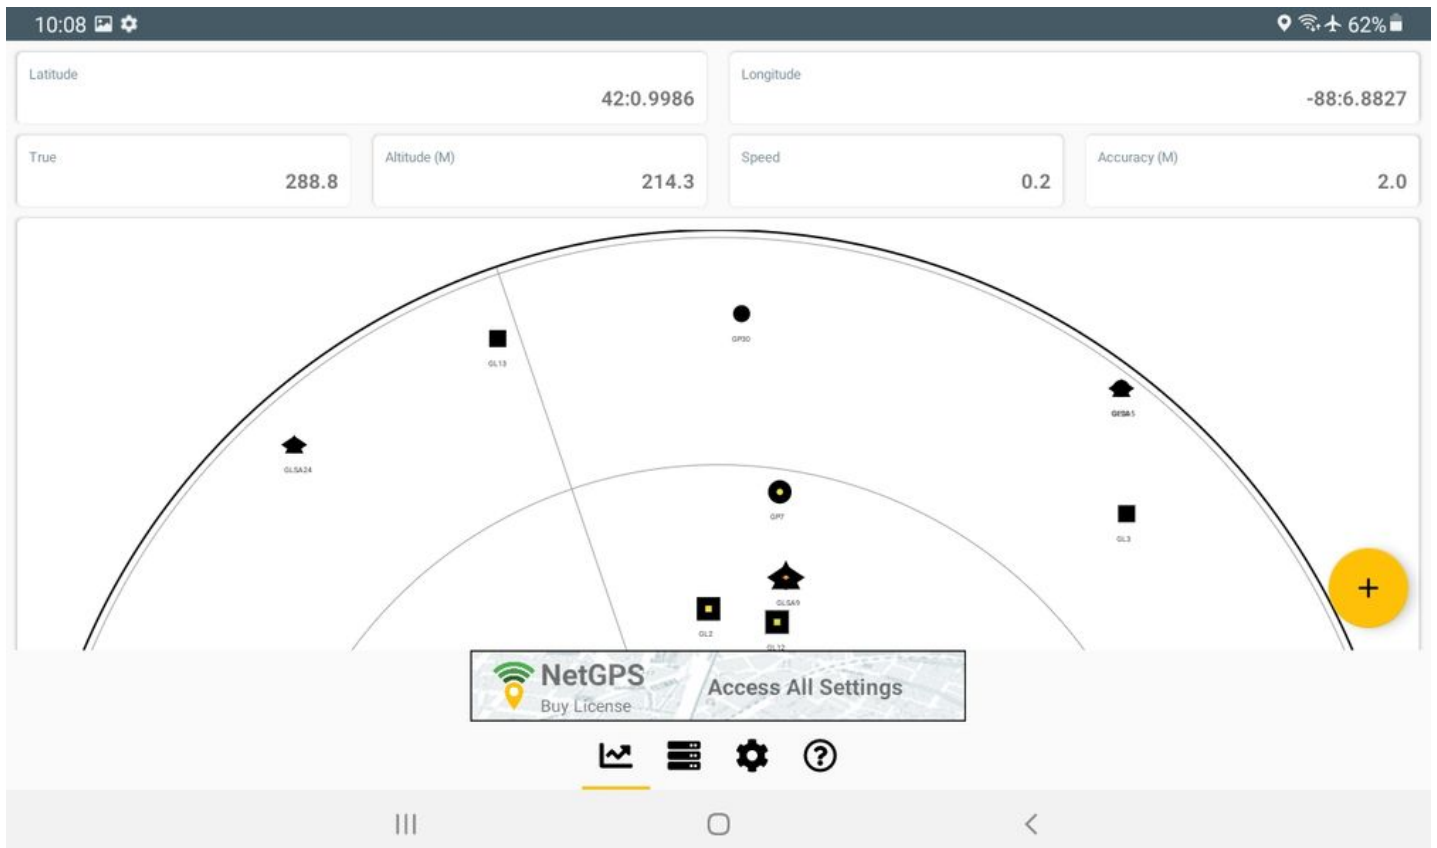 10:08
62%
Latitude
42:0.9986
Longitude
-88:6.8827
True
288.8
Altitude (M)
214.3
Speed
0.2
Accuracy (M)
2.0
GP30
GL13
GLSA24
GP7
GL3
GLSA9
GL2
GL12
NetGPS
Buy License
Access All Settings